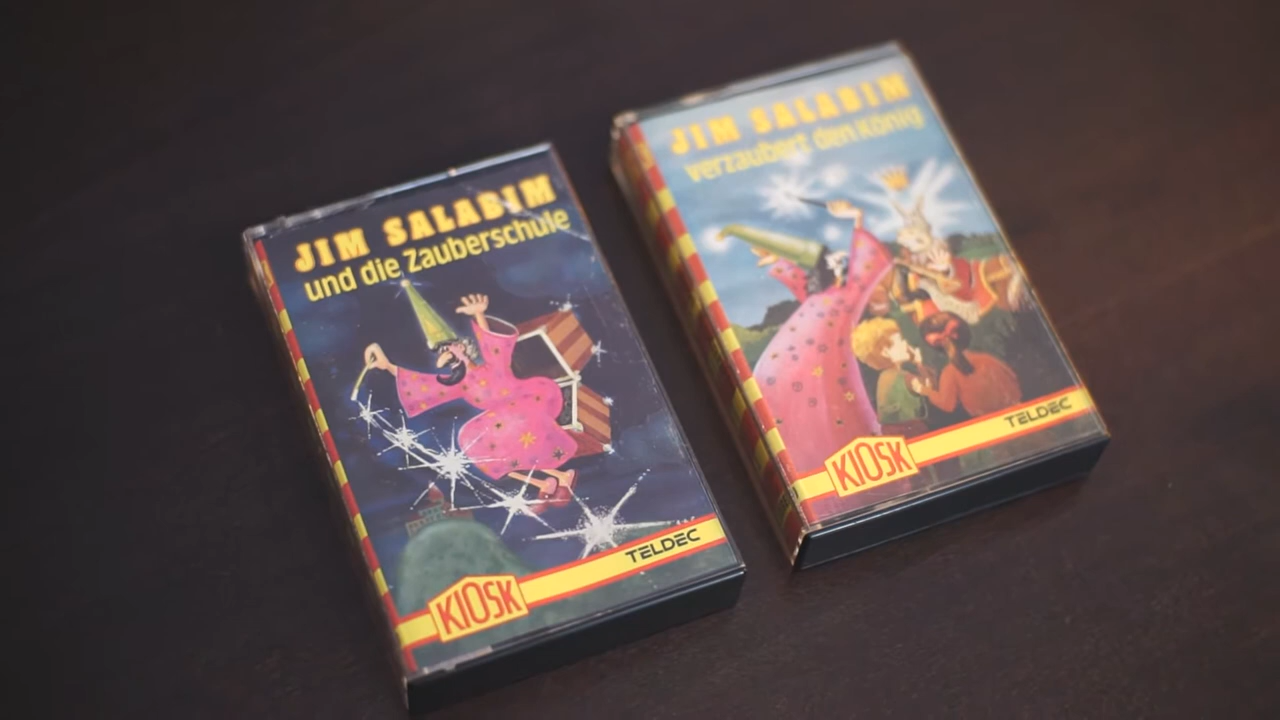 JIM SALABIM
und die Zauberschule
TELDEC
KIOSK
JIM SALABIM
verzaubert den König
TELDEC
KIOSK